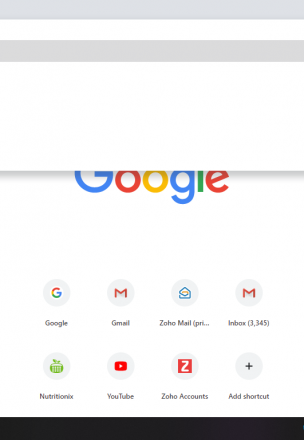 Google
Google
Gmail
Zoho Mail (pri...
Inbox (3,345)
Nutritionix
YouTube
Zoho Accounts
Add shortcut